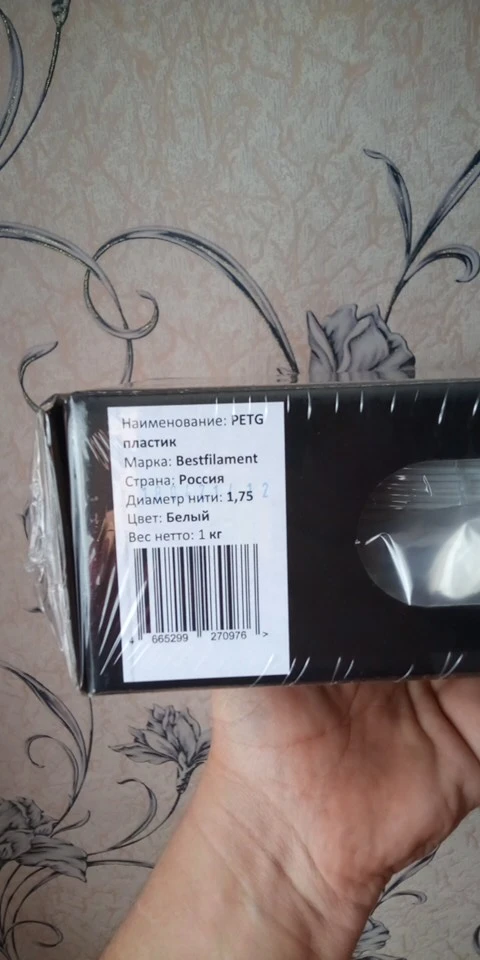 Наименование: PETG
пластик
Марка: Bestfilament
Страна: Россия
Диаметр нити: 1,75
Цвет: Белый
Вес нетто: 1 кг
4 665299 270976 >